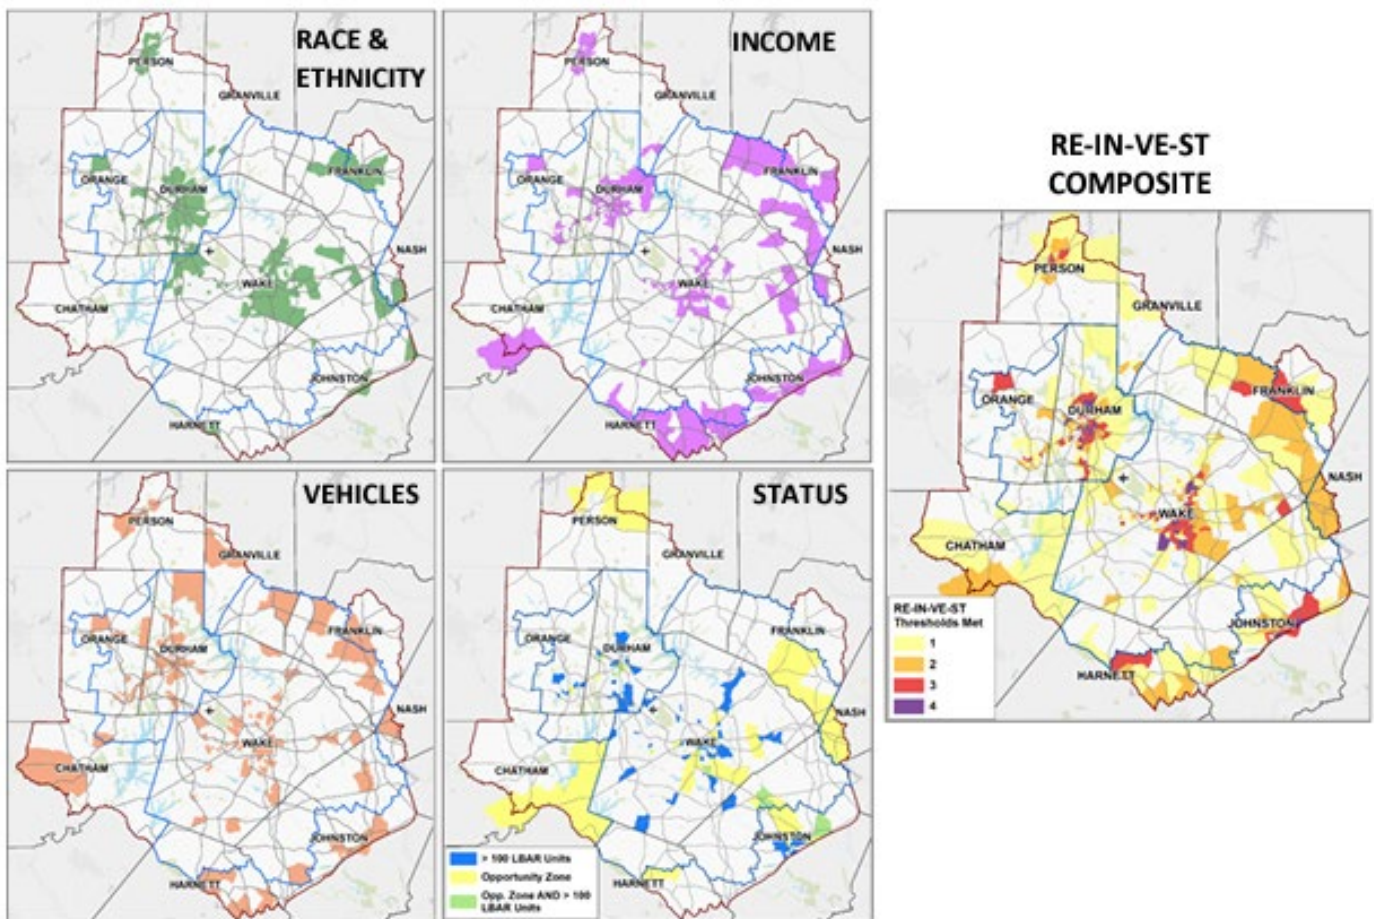 RACE &
ETHNICITY
PERSON
GRANVILLE
ORANGE
DURHAM
FRANKLIN
NASH
WAKE
CHATHAM
JOHNSTON
HARNETT
INCOME
PERSON
GRANVILLE
ORANGE
DURHAM
FRANKLIN
NASH
WAKE
CHATHAM
JOHNSTON
HARNETT
VEHICLES
PERSON
GRANVILLE
ORANGE
DURHAM
FRANKLIN
NASH
WAKE
CHATHAM
JOHNSTON
HARNETT
STATUS
PERSON
GRANVILLE
ORANGE
DURHAM
FRANKLIN
NASH
WAKE
CHATHAM
JOHNSTON
HARNETT
> 100 LBAR Units
Opportunity Zone
Opp. Zone AND > 100
LBAR Units
RE-IN-VE-ST
COMPOSITE
PERSON
GRANVILLE
ORANGE
DURHAM
FRANKLIN
NASH
WAKE
CHATHAM
JOHNSTON
HARNETT
RE-IN-VE-ST
Thresholds Met
1
2
3
4